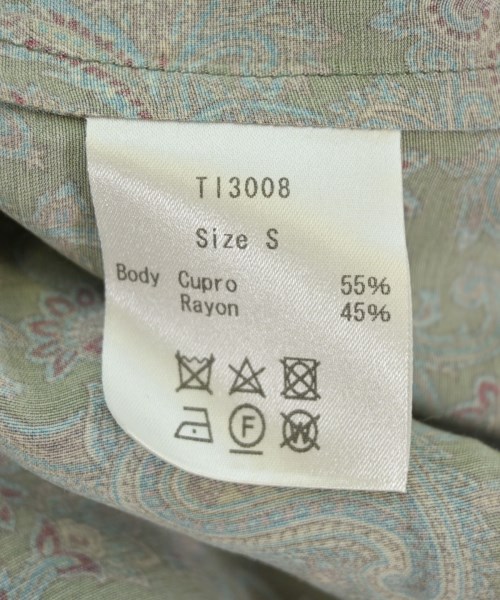 TI3008
Size S
Body Cupro 55%
Rayon 45%
F W